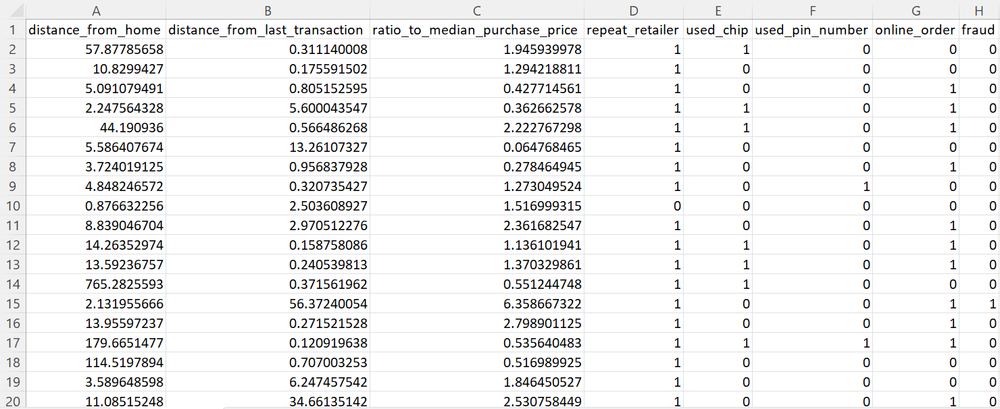 A B C D E F G H
1 distance_from_home distance_from_last_transaction ratio_to_median_purchase_price repeat_retailer used_chip used_pin_number online_order fraud
2 57.87785658 0.311140008 1.945939978 1 1 0 0 0
3 10.8299427 0.175591502 1.294218811 1 0 0 0 0
4 5.091079491 0.805152595 0.427714561 1 0 0 1 0
5 2.247564328 5.600043547 0.362662578 1 1 0 1 0
6 44.190936 0.566486268 2.222767298 1 1 0 1 0
7 5.586407674 13.26107327 0.064768465 1 0 0 0 0
8 3.724019125 0.956837928 0.278464945 1 0 0 1 0
9 4.848246572 0.320735427 1.273049524 1 0 1 0 0
10 0.876632256 2.503608927 1.516999315 0 0 0 0 0
11 8.839046704 2.970512276 2.361682547 1 0 0 1 0
12 14.26352974 0.158758086 1.136101941 1 1 0 1 0
13 13.59236757 0.240539813 1.370329861 1 1 0 1 0
14 765.2825593 0.371561962 0.551244748 1 1 0 0 0
15 2.131955666 56.37240054 6.358667322 1 0 0 1 1
16 13.95597237 0.271521528 2.798901125 1 0 0 1 0
17 179.6651477 0.120919638 0.535640483 1 1 1 1 0
18 114.5197894 0.707003253 0.516989925 1 0 0 0 0
19 3.589648598 6.247457542 1.846450527 1 0 0 0 0
20 11.08515248 34.66135142 2.530758449 1 0 0 1 0